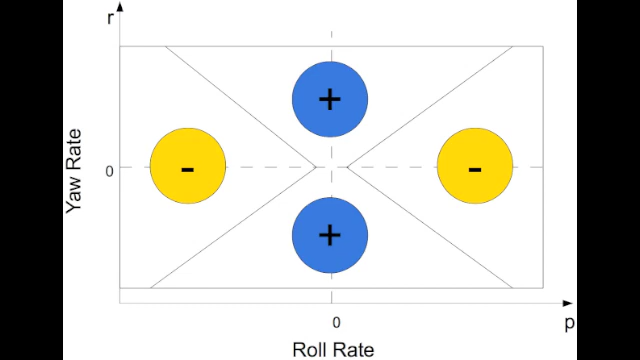 r
+
- -
Yaw Rate
0
+
0
p
Roll Rate